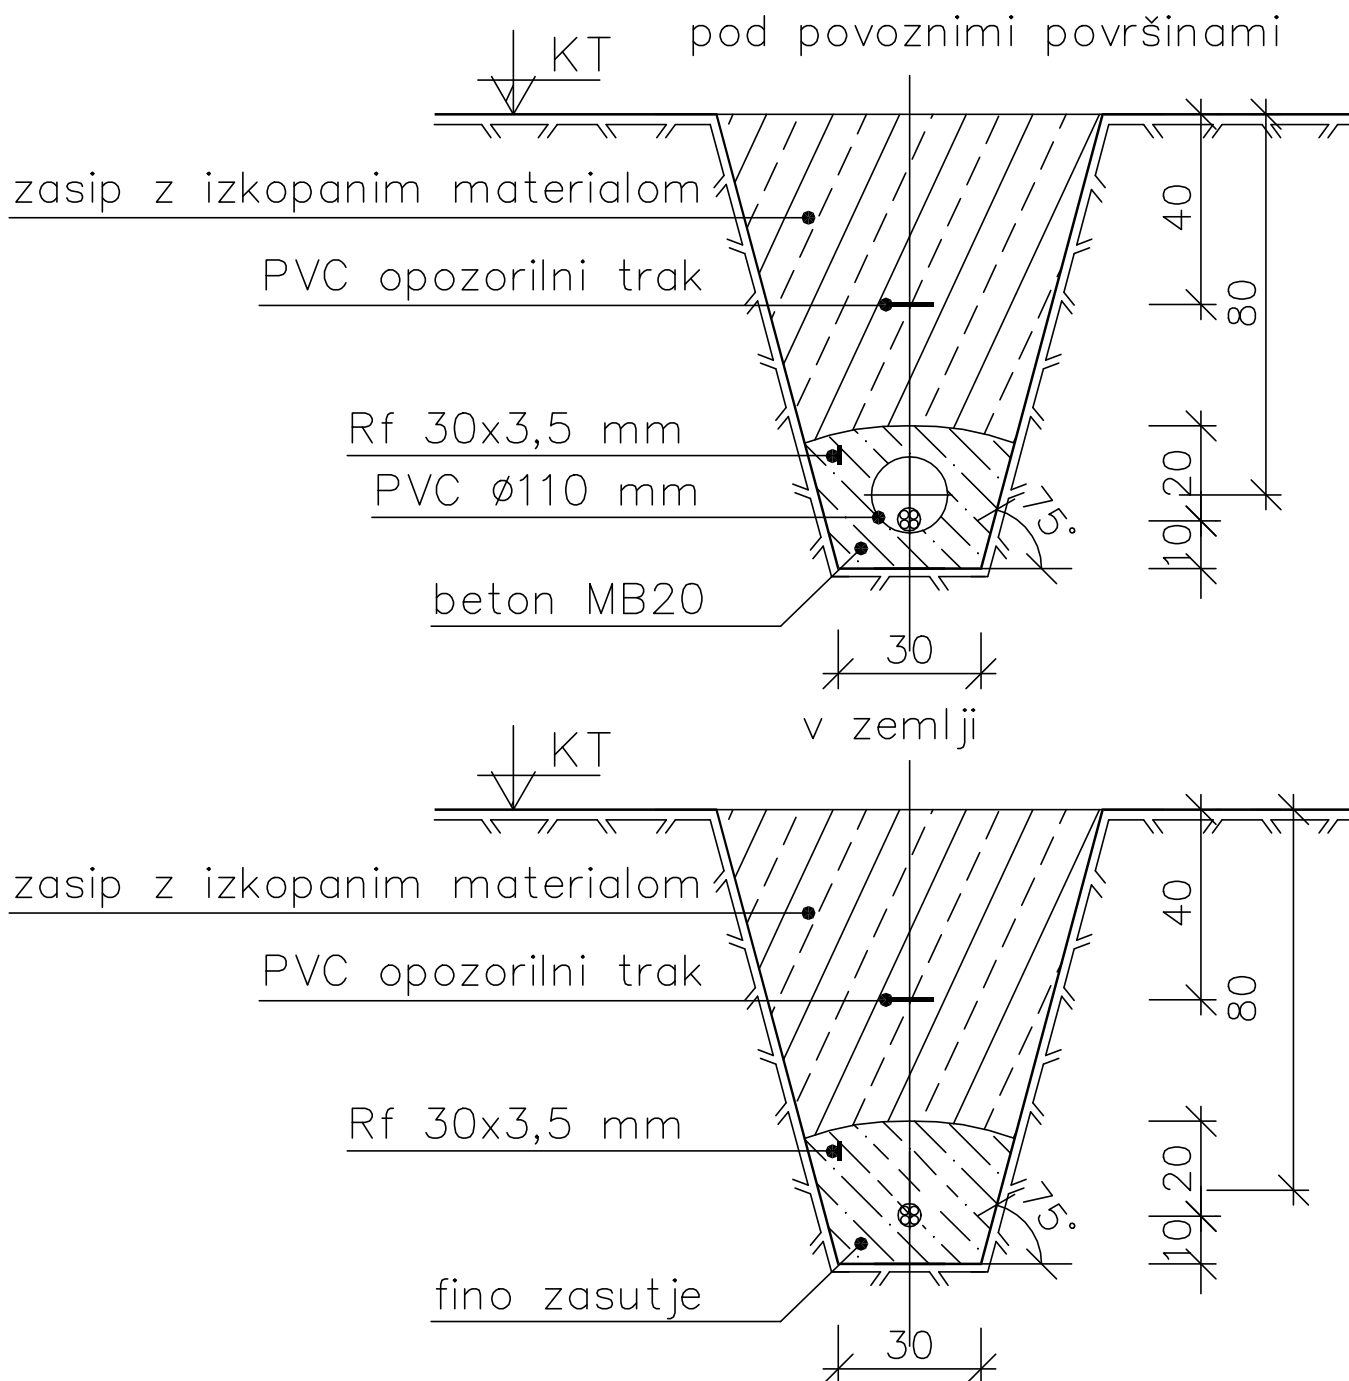 pod povoznimi površinami
KT
zasip z izkopanim materialom
40
PVC opozorilni trak
80
Rf 30x3,5 mm
20
PVC ø110 mm
75°
10
beton MB20
30
v zemlji
KT
zasip z izkopanim materialom
40
PVC opozorilni trak
80
Rf 30x3,5 mm
20
75°
10
fino zasutje
30